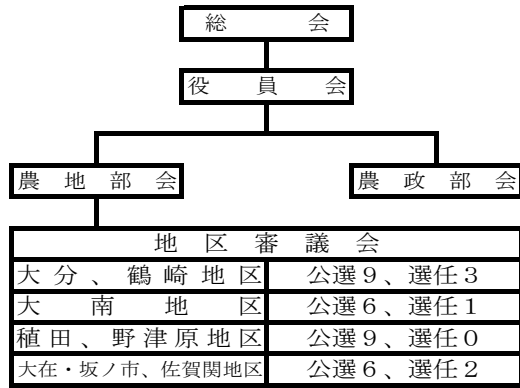 総会
役員会
農地部会 農政部会
地区審議会
大分、鶴崎地区 公選９、選任３
大南地区 公選６、選任１
稙田、野津原地区 公選９、選任０
大在・坂ノ市、佐賀関地区 公選６、選任２